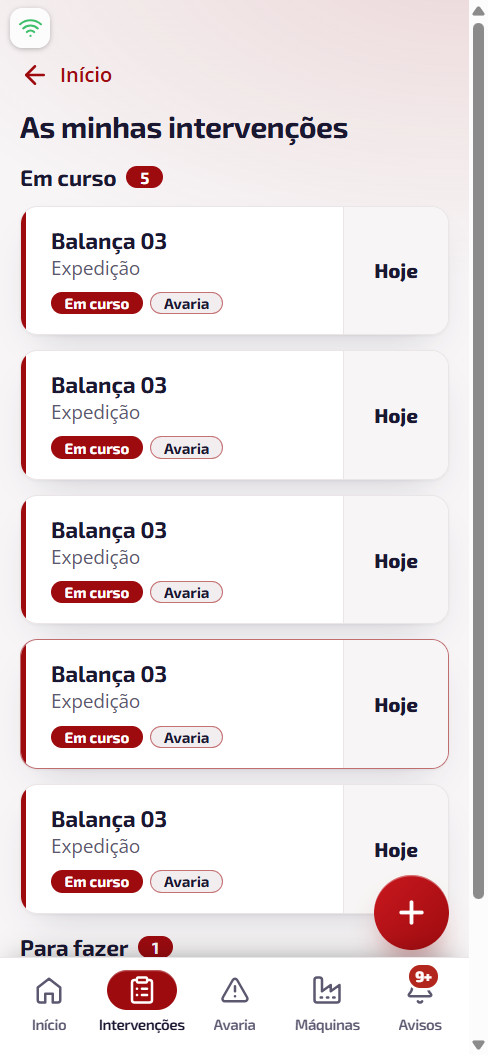 Início
As minhas intervenções
Em curso 5
Balança 03
Expedição
Em curso Avaria
Hoje
Balança 03
Expedição
Em curso Avaria
Hoje
Balança 03
Expedição
Em curso Avaria
Hoje
Balança 03
Expedição
Em curso Avaria
Hoje
Balança 03
Expedição
Em curso Avaria
Hoje
Para fazer 1
9+
Início Intervenções Avaria Máquinas Avisos